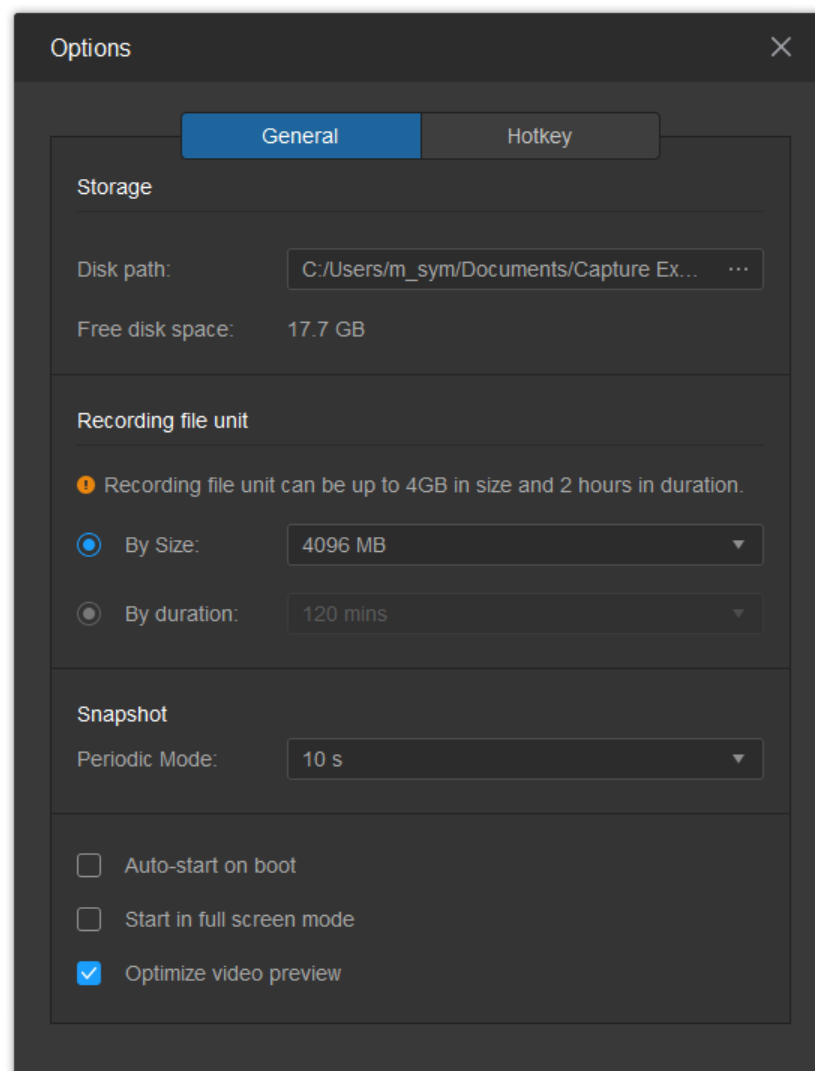 Options
General Hotkey
Storage
Disk path: C:/Users/m_sym/Documents/Capture Ex... ...
Free disk space: 17.7 GB
Recording file unit
Recording file unit can be up to 4GB in size and 2 hours in duration.
By Size: 4096 MB
By duration: 120 mins
Snapshot
Periodic Mode: 10 s
Auto-start on boot
Start in full screen mode
Optimize video preview